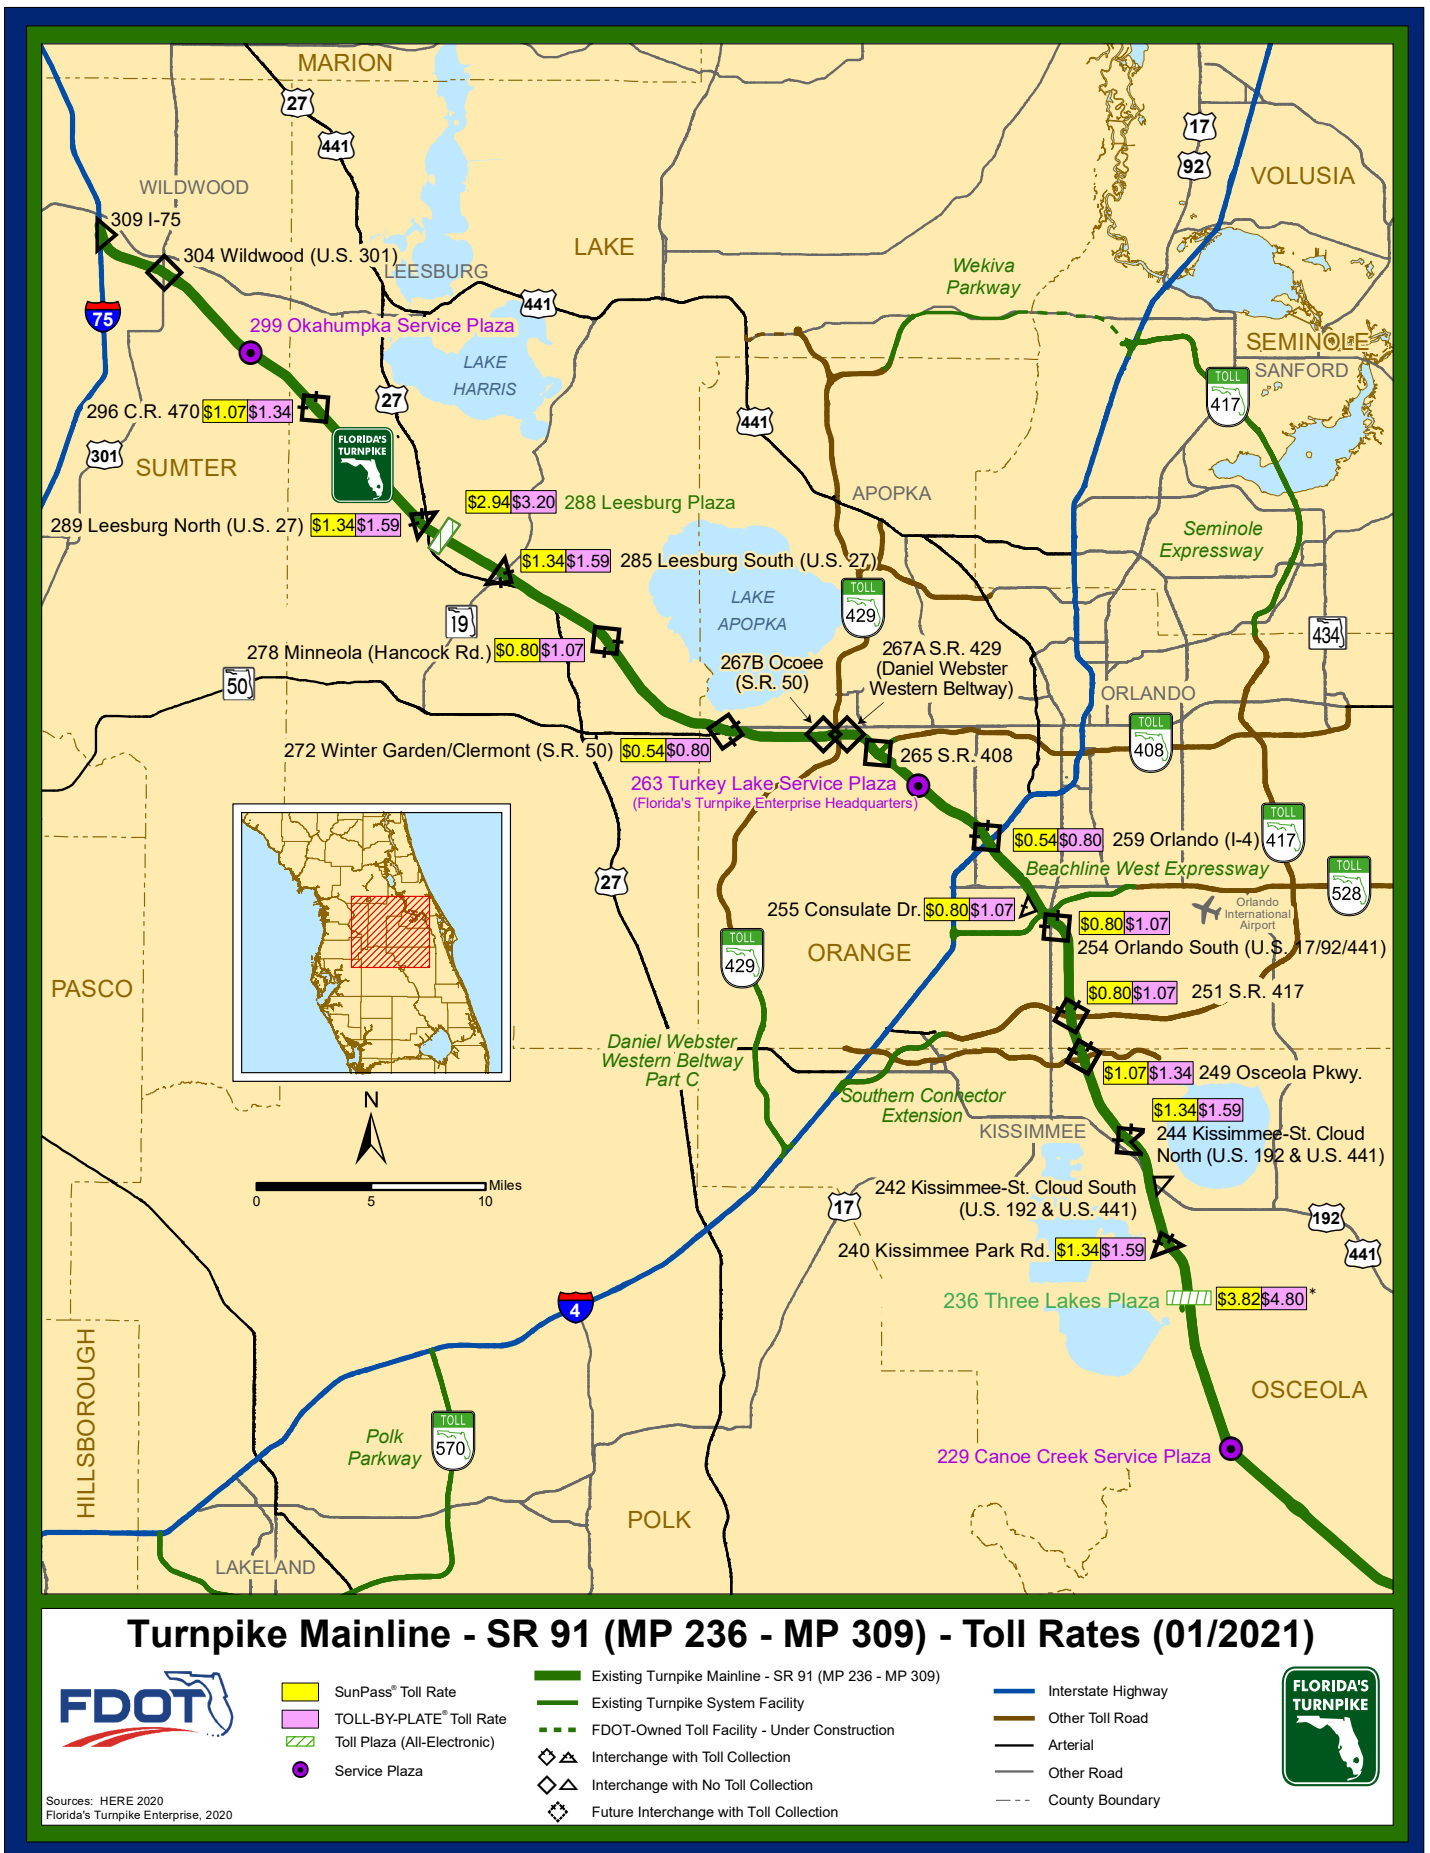 MARION
27
441
17
92
VOLUSIA
WILDWOOD
309 I-75
304 Wildwood (U.S. 301)
LAKE
LEESBURG
Wekiva
Parkway
441
75
299 Okahumpka Service Plaza
SEMINOLE
SANFORD
LAKE
HARRIS
TOLL
417
27
296 C.R. 470 $1.07 $1.34
441
FLORIDA'S
TURNPIKE
301
SUMTER
APOPKA
$2.94 $3.20 288 Leesburg Plaza
289 Leesburg North (U.S. 27) $1.34 $1.59
Seminole
Expressway
$1.34 $1.59 285 Leesburg South (U.S. 27)
LAKE
APOPKA
TOLL
429
19
434
278 Minneola (Hancock Rd.) $0.80 $1.07
267B Ocoee
(S.R. 50)
267A S.R. 429
(Daniel Webster
Western Beltway)
50
ORLANDO
TOLL
408
272 Winter Garden/Clermont (S.R. 50) $0.54 $0.80
265 S.R. 408
263 Turkey Lake Service Plaza
(Florida's Turnpike Enterprise Headquarters)
$0.54 $0.80 259 Orlando (I-4)
TOLL
417
Beachline West Expressway
27
TOLL
528
255 Consulate Dr. $0.80 $1.07
Orlando
International
Airport
$0.80 $1.07
254 Orlando South (U.S. 17/92/441)
ORANGE
TOLL
429
PASCO
$0.80 $1.07 251 S.R. 417
Daniel Webster
Western Beltway
Part C
$1.07 $1.34 249 Osceola Pkwy.
Southern Connector
Extension
N
$1.34 $1.59
244 Kissimmee-St. Cloud
North (U.S. 192 & U.S. 441)
KISSIMMEE
Miles
0 5 10
242 Kissimmee-St. Cloud South
(U.S. 192 & U.S. 441)
17
192
441
240 Kissimmee Park Rd. $1.34 $1.59
236 Three Lakes Plaza $3.82 $4.80 *
4
HILLSBOROUGH
OSCEOLA
Polk
Parkway
TOLL
570
229 Canoe Creek Service Plaza
POLK
LAKELAND
Turnpike Mainline - SR 91 (MP 236 - MP 309) - Toll Rates (01/2021)
FDOT
SunPass® Toll Rate
TOLL-BY-PLATE® Toll Rate
Toll Plaza (All-Electronic)
Service Plaza
Existing Turnpike Mainline - SR 91 (MP 236 - MP 309)
Existing Turnpike System Facility
FDOT-Owned Toll Facility - Under Construction
Interchange with Toll Collection
Interchange with No Toll Collection
Future Interchange with Toll Collection
Interstate Highway
Other Toll Road
Arterial
Other Road
County Boundary
FLORIDA'S
TURNPIKE
Sources: HERE 2020
Florida's Turnpike Enterprise, 2020